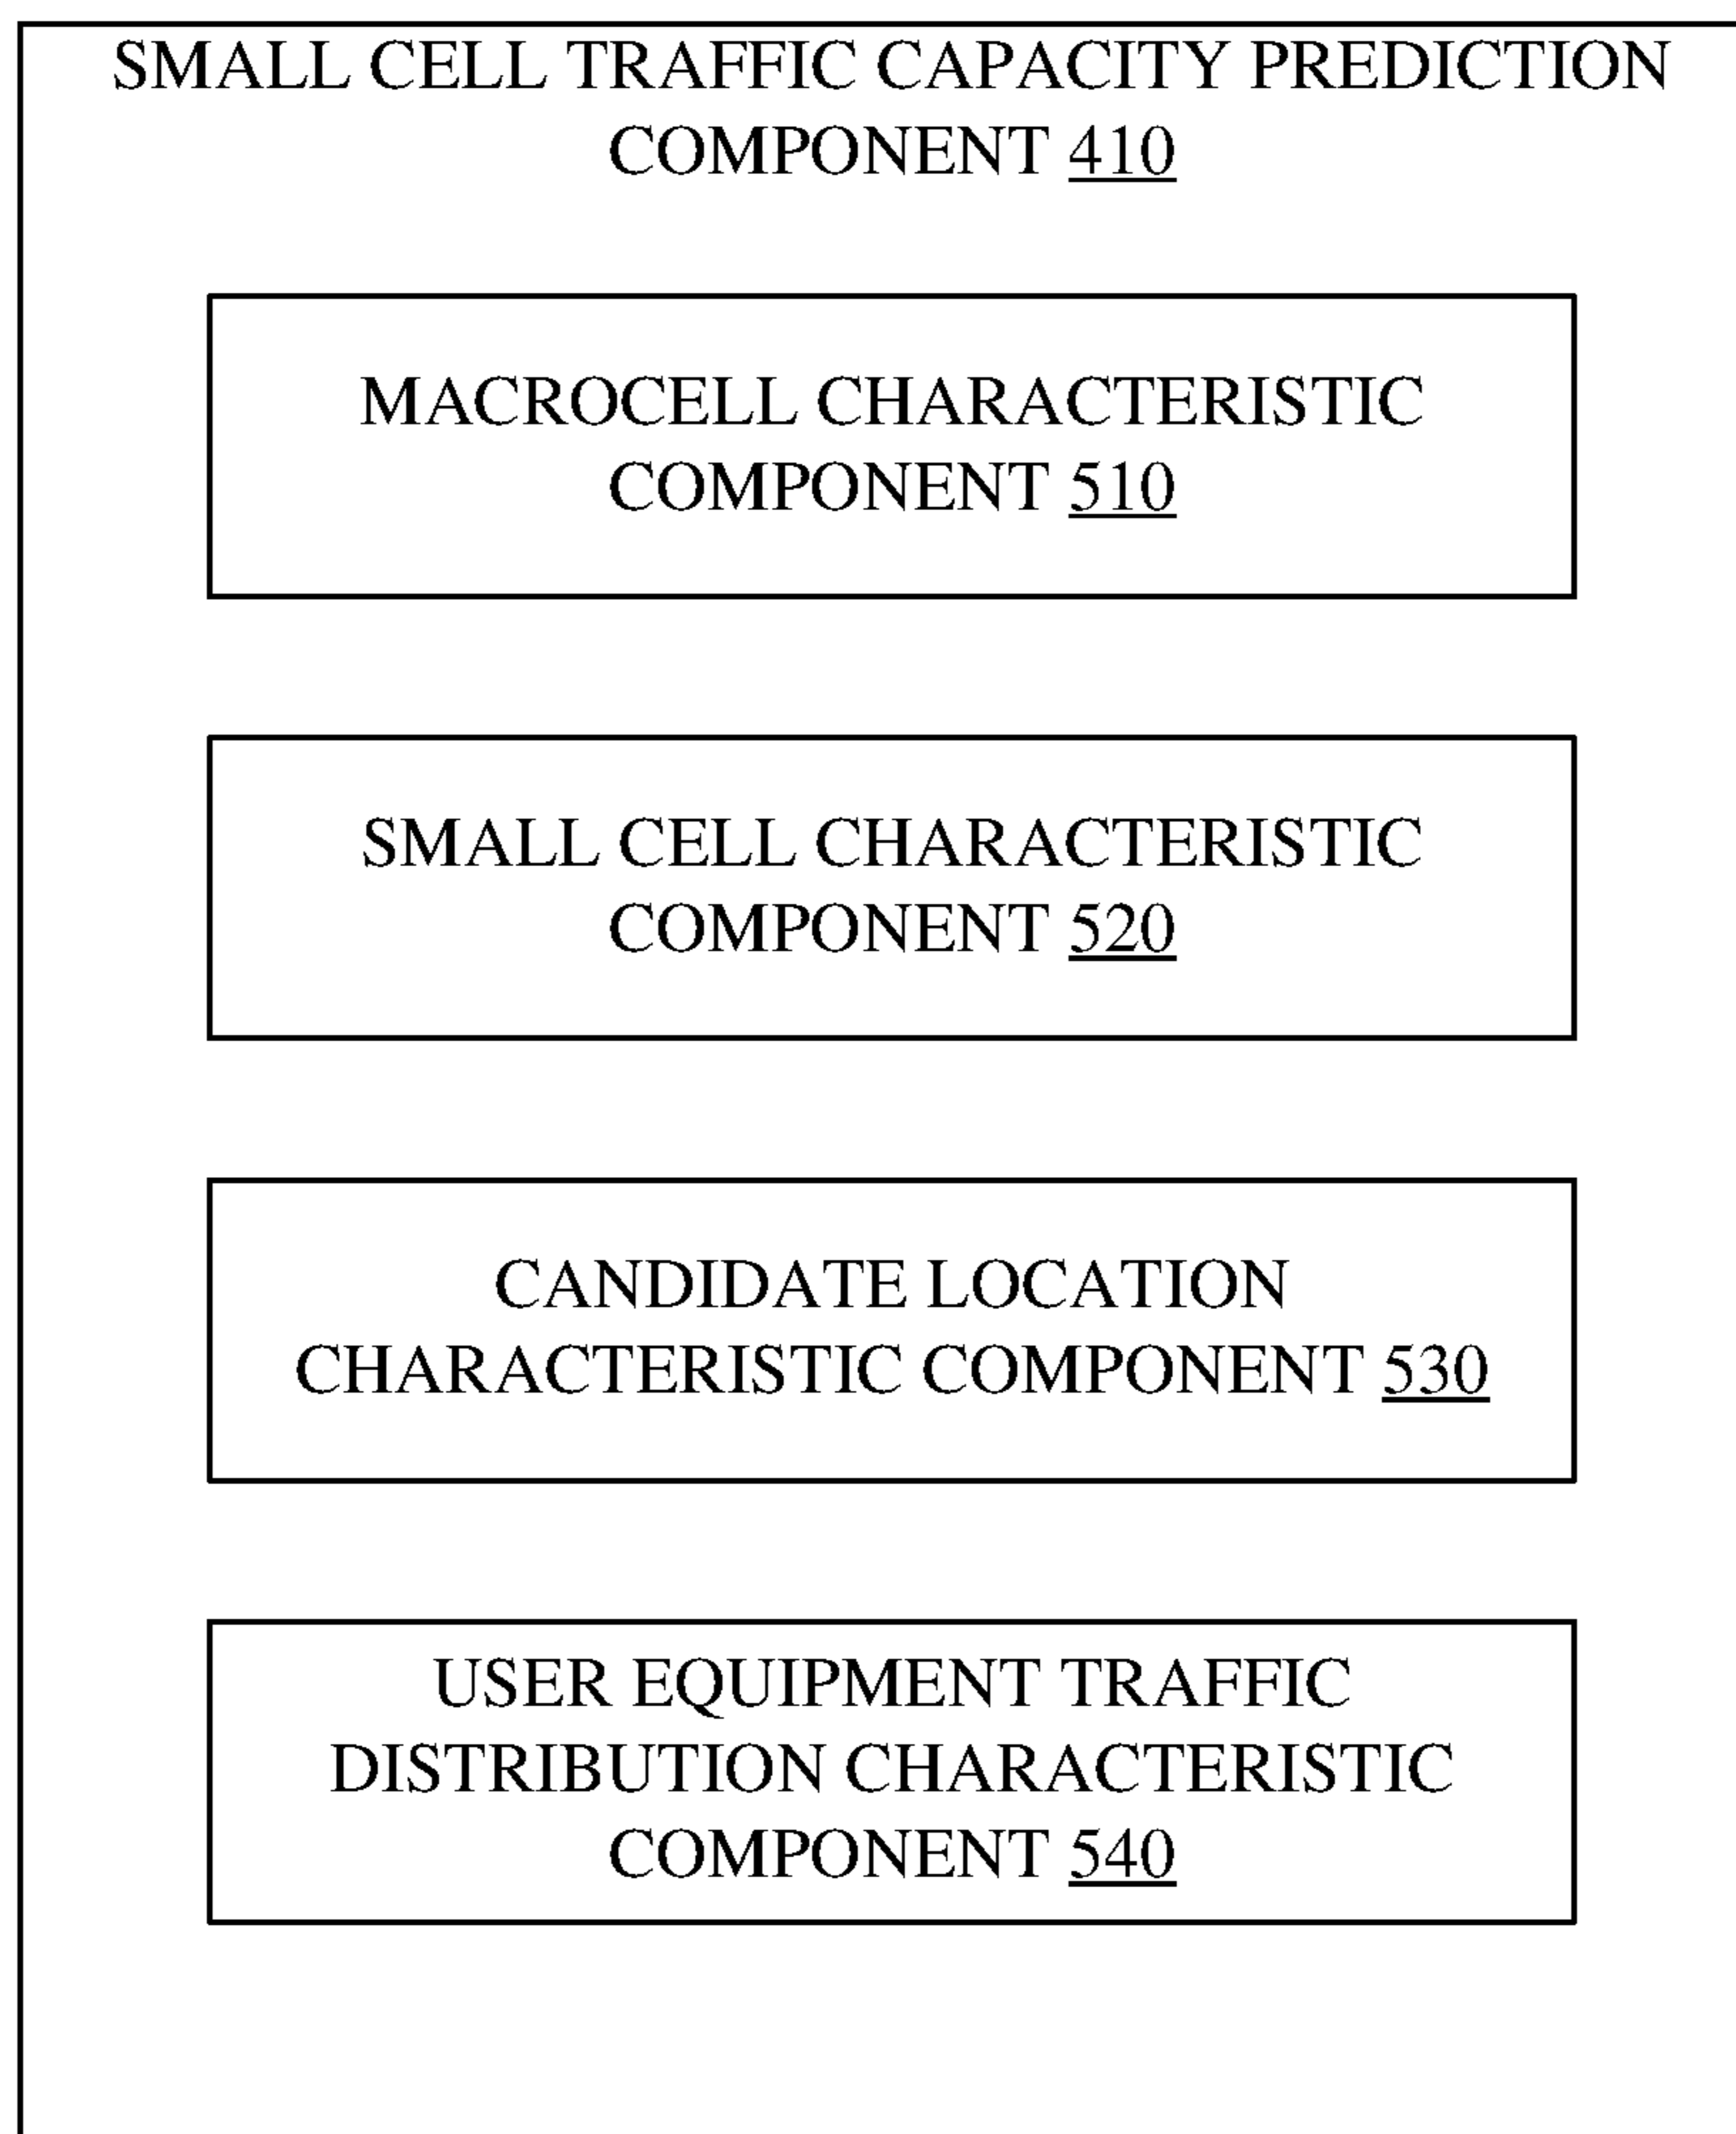 SMALL CELL TRAFFIC CAPACITY PREDICTION
COMPONENT 410
MACROCELL CHARACTERISTIC
COMPONENT 510
SMALL CELL CHARACTERISTIC
COMPONENT 520
CANDIDATE LOCATION
CHARACTERISTIC COMPONENT 530
USER EQUIPMENT TRAFFIC
DISTRIBUTION CHARACTERISTIC
COMPONENT 540